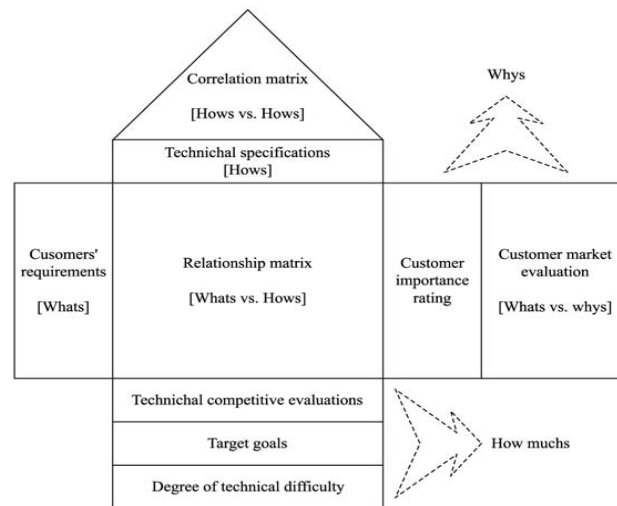 Correlation matrix
[Hows vs. Hows]
Whys
Technichal specifications
[Hows]
Cusomers'
requirements
[Whats]
Relationship matrix
[Whats vs. Hows]
Customer
importance
rating
Customer market
evaluation
[Whats vs. whys]
Technichal competitive evaluations
Target goals
Degree of technical difficulty
How muchs